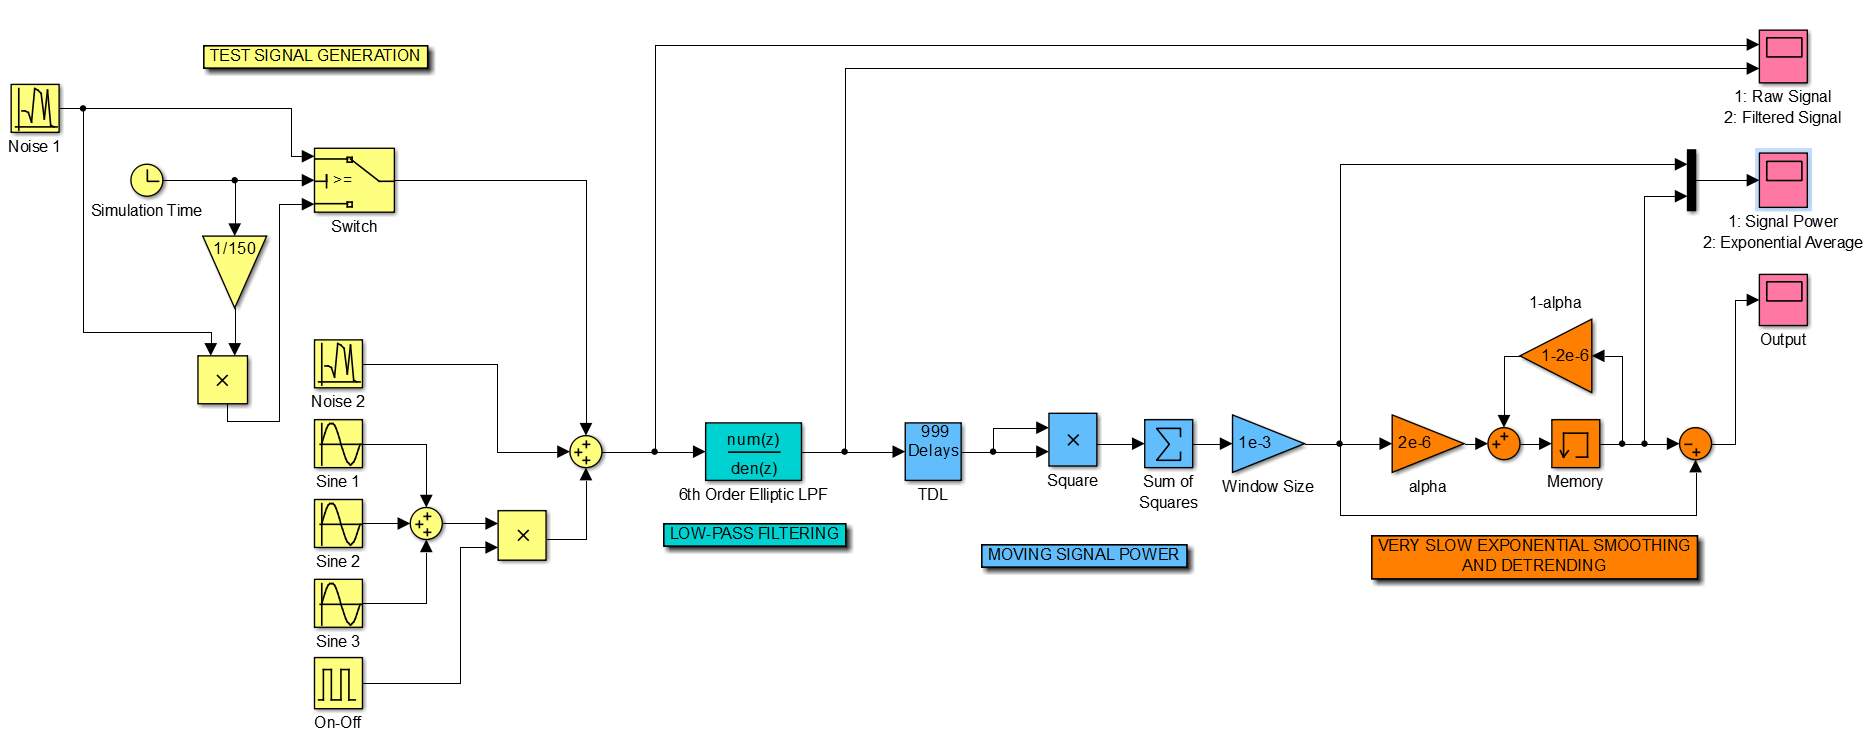 TEST SIGNAL GENERATION
Noise 1
Simulation Time
>=
Switch
1/150
×
Noise 2
Sine 1
Sine 2
Sine 3
On-Off
×
num(z)
den(z)
6th Order Elliptic LPF
LOW-PASS FILTERING
999
Delays
TDL
×
Square
Sum of
Squares
1e-3
Window Size
MOVING SIGNAL POWER
2e-6
alpha
1-alpha
1-2e-6
Memory
VERY SLOW EXPONENTIAL SMOOTHING
AND DETRENDING
1: Raw Signal
2: Filtered Signal
1: Signal Power
2: Exponential Average
Output